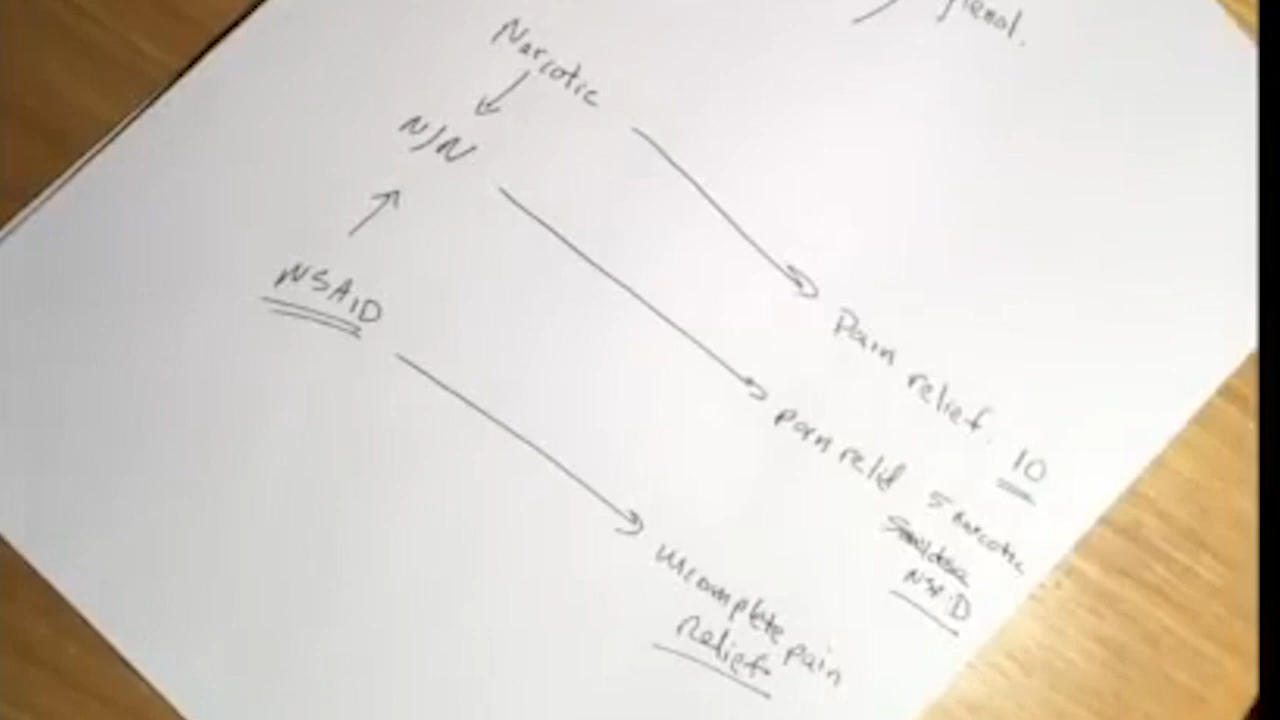 Narcotic
N/N
NSAID
Pain relief. 10
pain relief 5 narcotic
NSAID
incomplete pain
relief